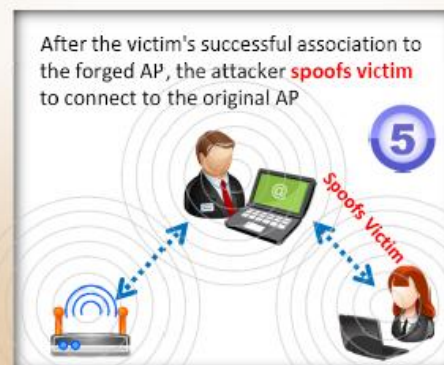 After the victim's successful association to
the forged AP, the attacker spoofs victim
to connect to the original AP
5
@
Spoofs Victim